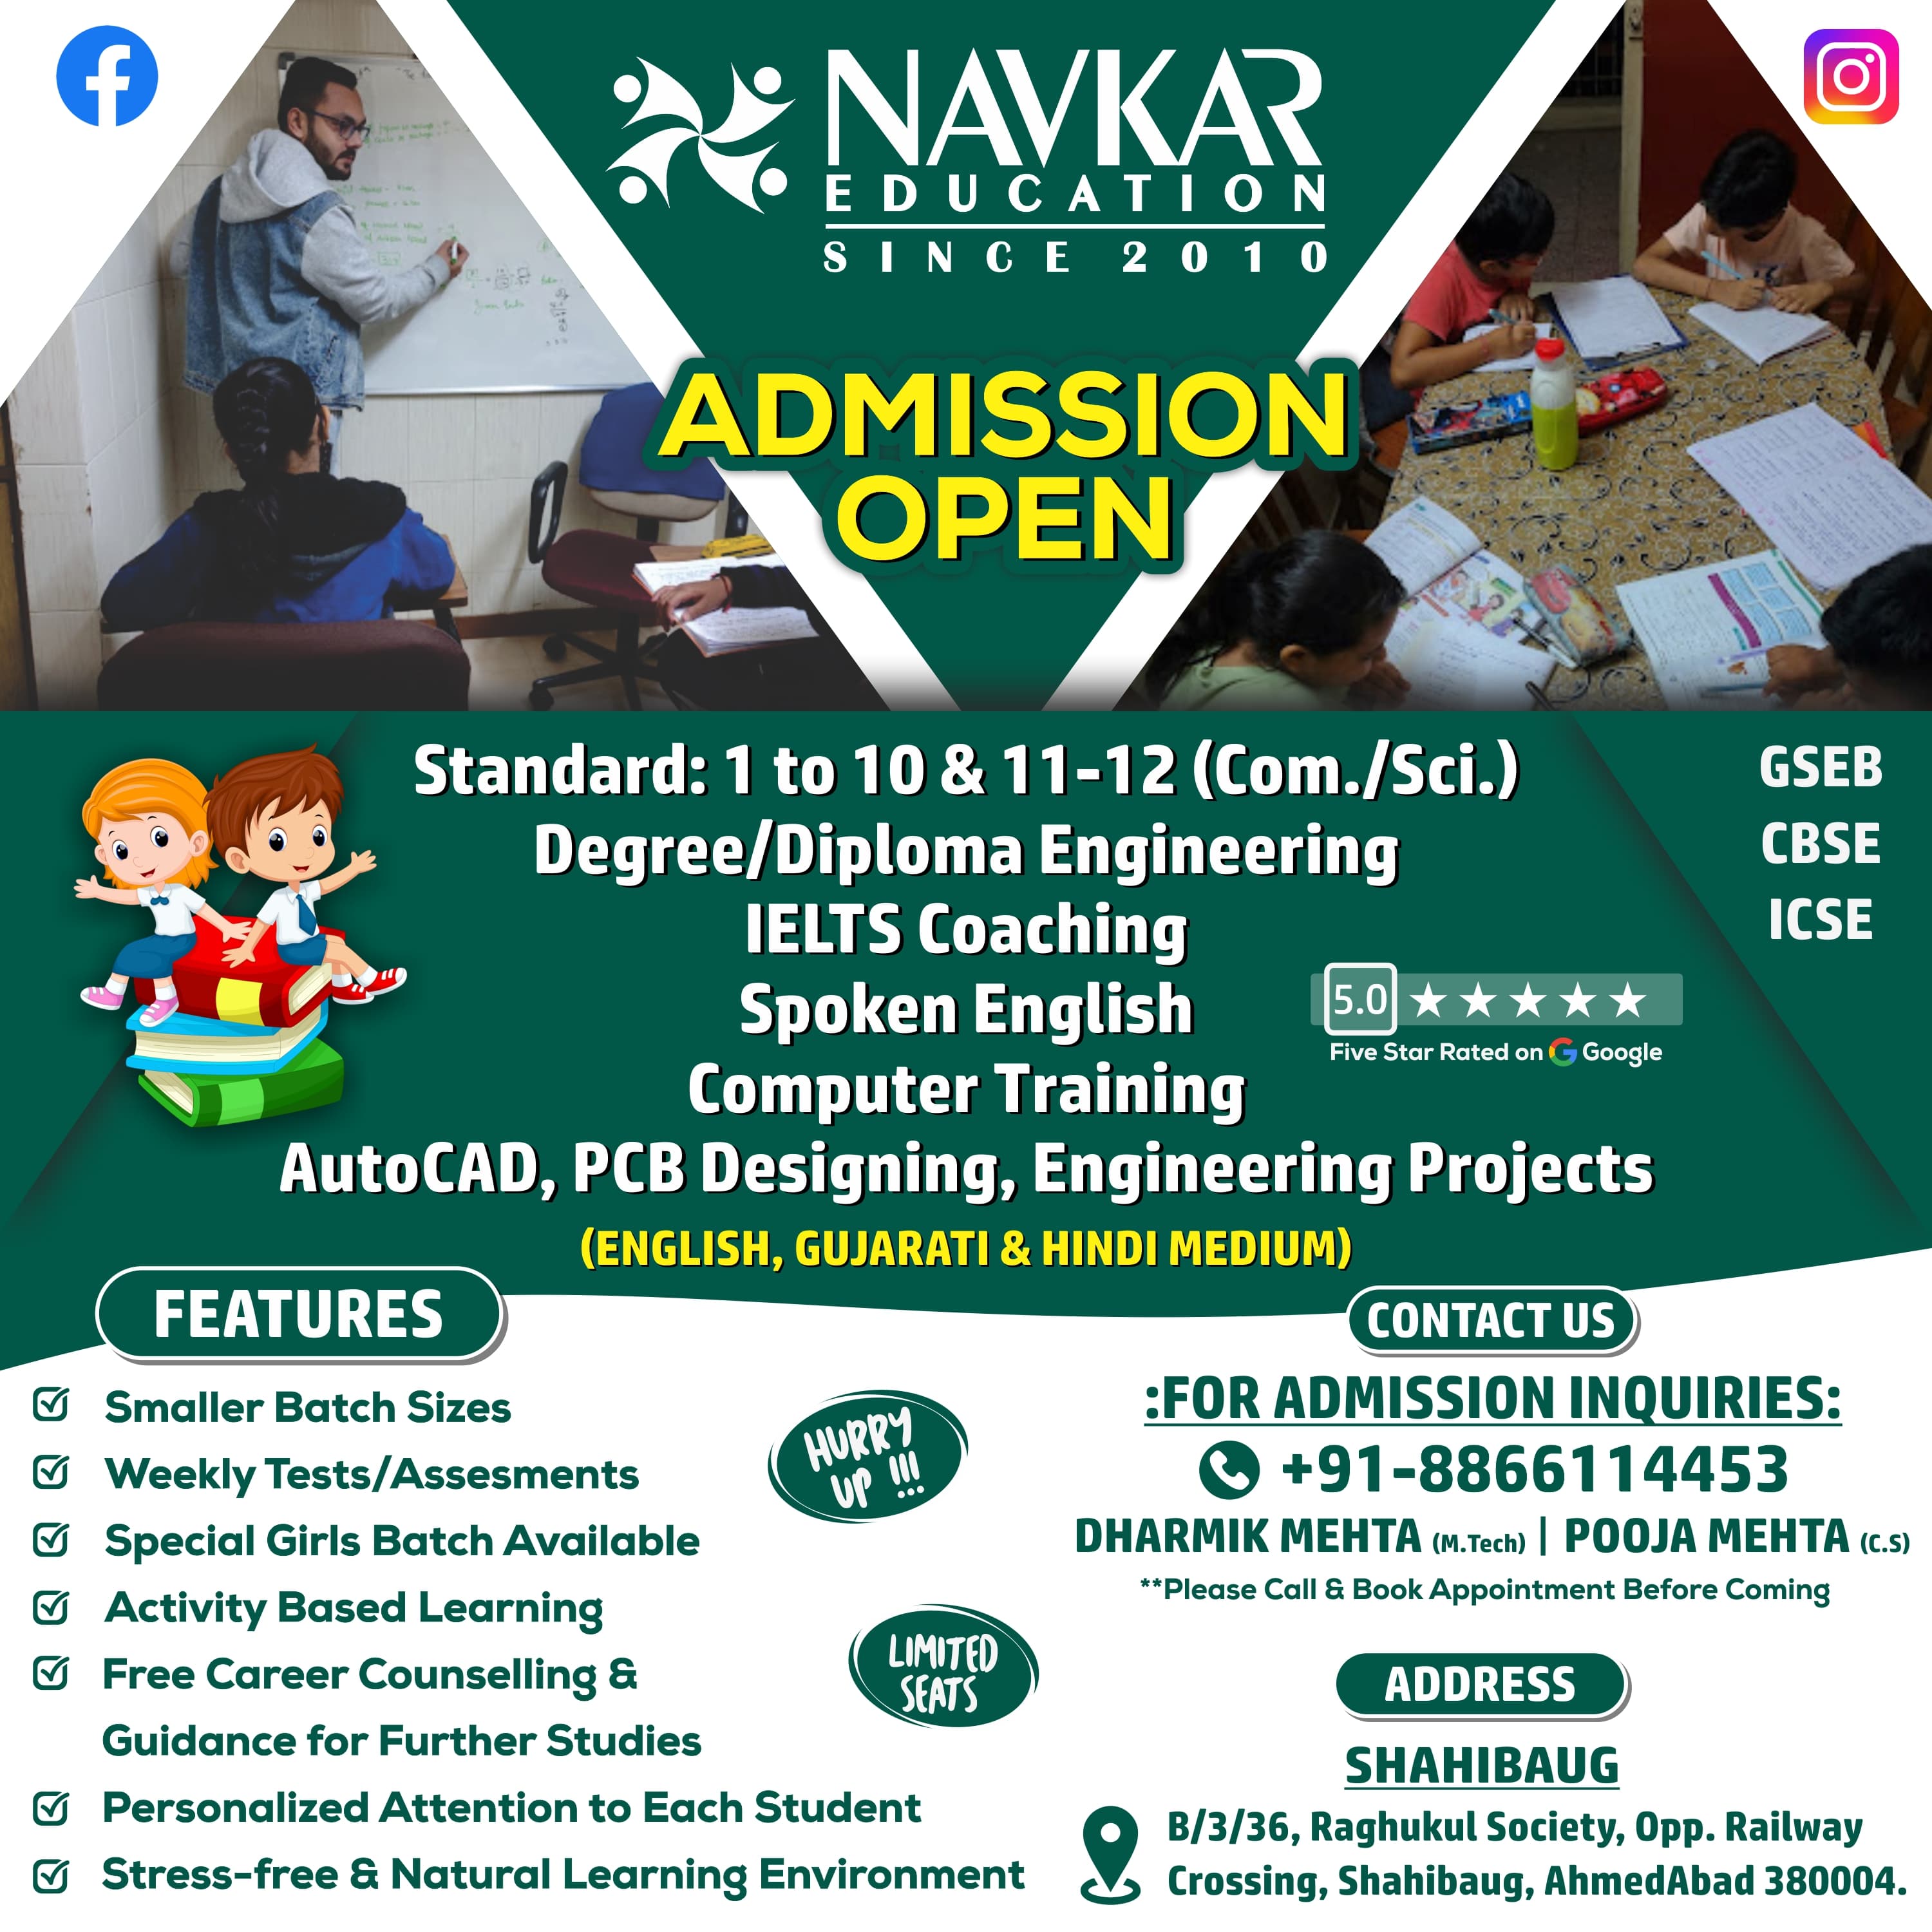 NAVKAR
EDUCATION
SINCE 2010
ADMISSION
OPEN
Standard: 1 to 10 & 11-12 (Com./Sci.)
Degree/Diploma Engineering
IELTS Coaching
Spoken English
Computer Training
AutoCAD, PCB Designing, Engineering Projects
(ENGLISH, GUJARATI & HINDI MEDIUM)
GSEB
CBSE
ICSE
5.0
Five Star Rated on Google
FEATURES
Smaller Batch Sizes
Weekly Tests/Assesments
Special Girls Batch Available
Activity Based Learning
Free Career Counselling &
Guidance for Further Studies
Personalized Attention to Each Student
Stress-free & Natural Learning Environment
HURRY
UP !!!
LIMITED
SEATS
CONTACT US
:FOR ADMISSION INQUIRIES:
+91-8866114453
DHARMIK MEHTA (M.Tech) | POOJA MEHTA (C.S)
**Please Call & Book Appointment Before Coming
ADDRESS
SHAHIBAUG
B/3/36, Raghukul Society, Opp. Railway
Crossing, Shahibaug, AhmedAbad 380004.